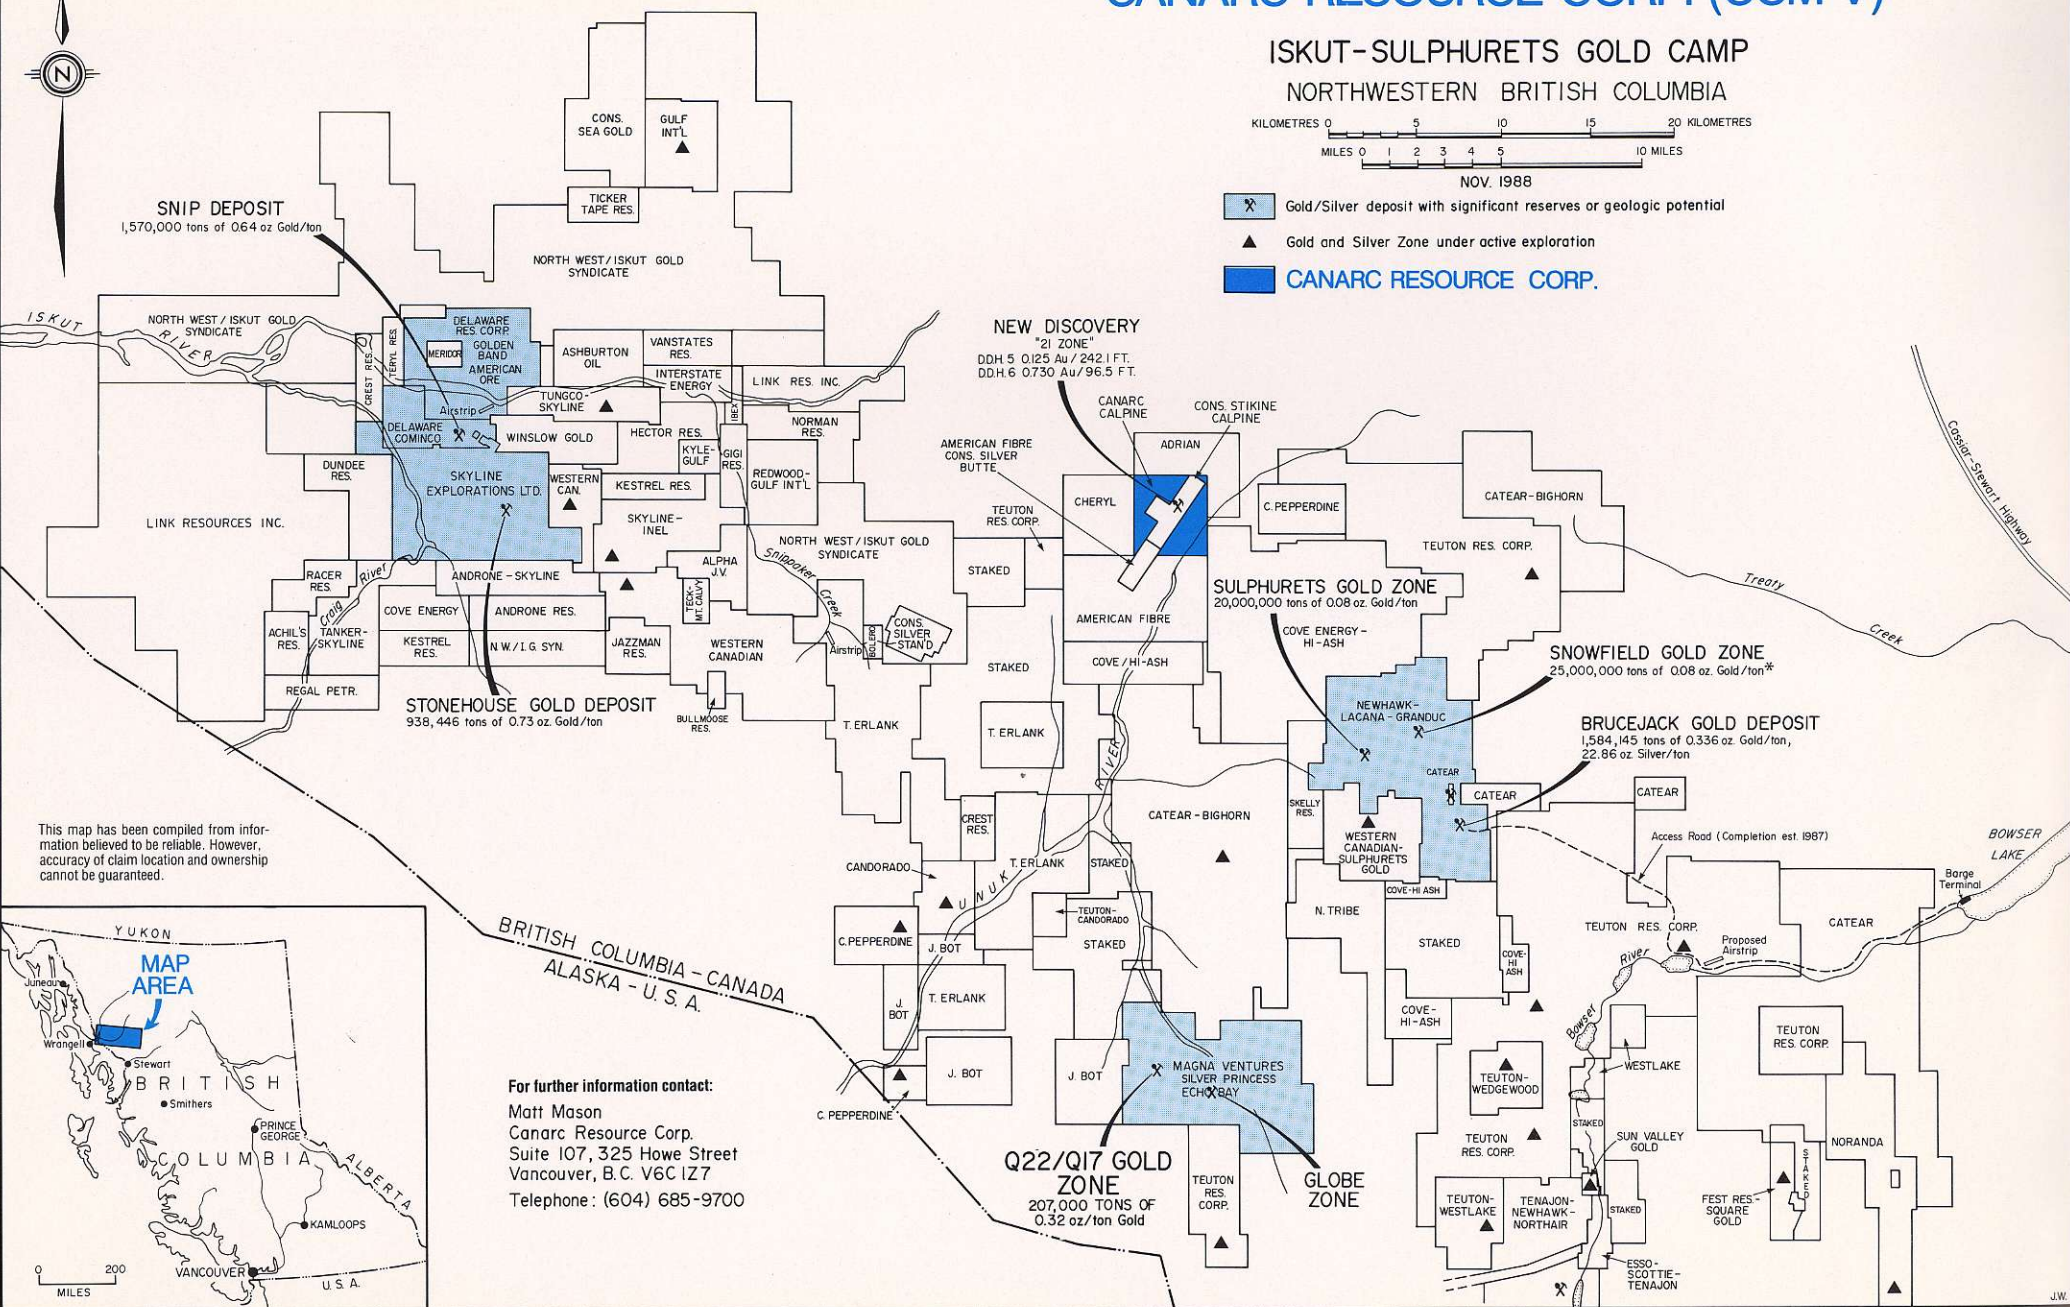 CANARC RESOURCE CORP. (CCM-V)
ISKUT-SULPHURETS GOLD CAMP
NORTHWESTERN BRITISH COLUMBIA
KILOMETRES 0 5 10 15 20 KILOMETRES
MILES 0 1 2 3 4 5 10 MILES
NOV. 1988
Gold/Silver deposit with significant reserves or geologic potential
Gold and Silver Zone under active exploration
CANARC RESOURCE CORP.
N
CONS.
SEA GOLD
GULF
INT'L
TICKER
TAPE RES.
SNIP DEPOSIT
1,570,000 tons of 0.64 oz Gold/ton
NORTH WEST/ISKUT GOLD
SYNDICATE
ISKUT
RIVER
NORTH WEST/ISKUT GOLD
SYNDICATE
CREST RES.
TERYL RES.
DELAWARE
RES. CORP.
GOLDEN
BAND
AMERICAN
ORE
MERIDOR
ASHBURTON
OIL
VANSTATES
RES.
INTERSTATE
ENERGY
LINK RES. INC.
TUNGCO-
SKYLINE
Airstrip
IBEX
NORMAN
RES.
DELAWARE
COMINCO
WINSLOW GOLD
HECTOR RES.
KYLE-
GULF
GIGI
RES.
REDWOOD-
GULF INT'L
DUNDEE
RES.
SKYLINE
EXPLORATIONS LTD.
WESTERN
CAN.
KESTREL RES.
LINK RESOURCES INC.
SKYLINE-
INEL
NORTH WEST/ISKUT GOLD
SYNDICATE
ALPHA
J.V.
Snippaker
Creek
RACER
RES.
Craig River
ANDRONE-SKYLINE
TECK-
MT. CALVY
COVE ENERGY
ANDRONE RES.
ACHIL'S
RES.
TANKER-
SKYLINE
KESTREL
RES.
N.W./I.G. SYN.
JAZZMAN
RES.
WESTERN
CANADIAN
Airstrip
BOLERO
CONS.
SILVER
STAN'D
REGAL PETR.
STONEHOUSE GOLD DEPOSIT
938,446 tons of 0.73 oz. Gold/ton
BULLMOOSE
RES.
T. ERLANK
NEW DISCOVERY
"21 ZONE"
D.D.H. 5 0.125 Au/242.1 FT.
D.D.H. 6 0.730 Au/96.5 FT.
CANARC
CALPINE
CONS. STIKINE
CALPINE
AMERICAN FIBRE
CONS. SILVER
BUTTE
ADRIAN
CHERYL
TEUTON
RES. CORP.
STAKED
AMERICAN FIBRE
COVE/HI-ASH
STAKED
T. ERLANK
C. PEPPERDINE
CATEAR-BIGHORN
TEUTON RES. CORP.
Cassiar-Stewart Highway
Treaty
Creek
SULPHURETS GOLD ZONE
20,000,000 tons of 0.08 oz. Gold/ton
COVE ENERGY-
HI-ASH
SNOWFIELD GOLD ZONE
25,000,000 tons of 0.08 oz. Gold/ton*
NEWHAWK-
LACANA-GRANDUC
BRUCEJACK GOLD DEPOSIT
1,584,145 tons of 0.336 oz. Gold/ton,
22.86 oz. Silver/ton
CATEAR
CATEAR
CATEAR
SKELLY
RES.
WESTERN
CANADIAN-
SULPHURETS
GOLD
Access Road (Completion est. 1987)
BOWSER
LAKE
Barge
Terminal
CATEAR-BIGHORN
CREST
RES.
T. ERLANK
STAKED
CANDORADO
UNUK
RIVER
TEUTON-
CANDORADO
STAKED
C. PEPPERDINE
J. BOT
T. ERLANK
J.
BOT
J. BOT
C. PEPPERDINE
COVE-HI ASH
N. TRIBE
STAKED
COVE-
HI
ASH
COVE-
HI-ASH
TEUTON RES. CORP.
Proposed
Airstrip
CATEAR
Bowser
River
TEUTON
RES. CORP.
WESTLAKE
TEUTON-
WEDGEWOOD
STAKED
TEUTON
RES. CORP.
SUN VALLEY
GOLD
TEUTON-
WESTLAKE
TENAJON-
NEWHAWK-
NORTHAIR
STAKED
ESSO-
SCOTTIE-
TENAJON
FEST RES.-
SQUARE
GOLD
STAKED
NORANDA
J. BOT
MAGNA VENTURES
SILVER PRINCESS
ECHO BAY
Q22/Q17 GOLD
ZONE
207,000 TONS OF
0.32 oz/ton Gold
TEUTON
RES.
CORP.
GLOBE
ZONE
BRITISH COLUMBIA-CANADA
ALASKA-U.S.A.
This map has been compiled from infor-
mation believed to be reliable. However,
accuracy of claim location and ownership
cannot be guaranteed.
YUKON
MAP
AREA
Juneau
Wrangell
Stewart
BRITISH
Smithers
PRINCE
GEORGE
COLUMBIA
ALBERTA
KAMLOOPS
VANCOUVER
U.S.A.
0 200
MILES
For further information contact:
Matt Mason
Canarc Resource Corp.
Suite 107, 325 Howe Street
Vancouver, B.C. V6C 1Z7
Telephone: (604) 685-9700
J.W.